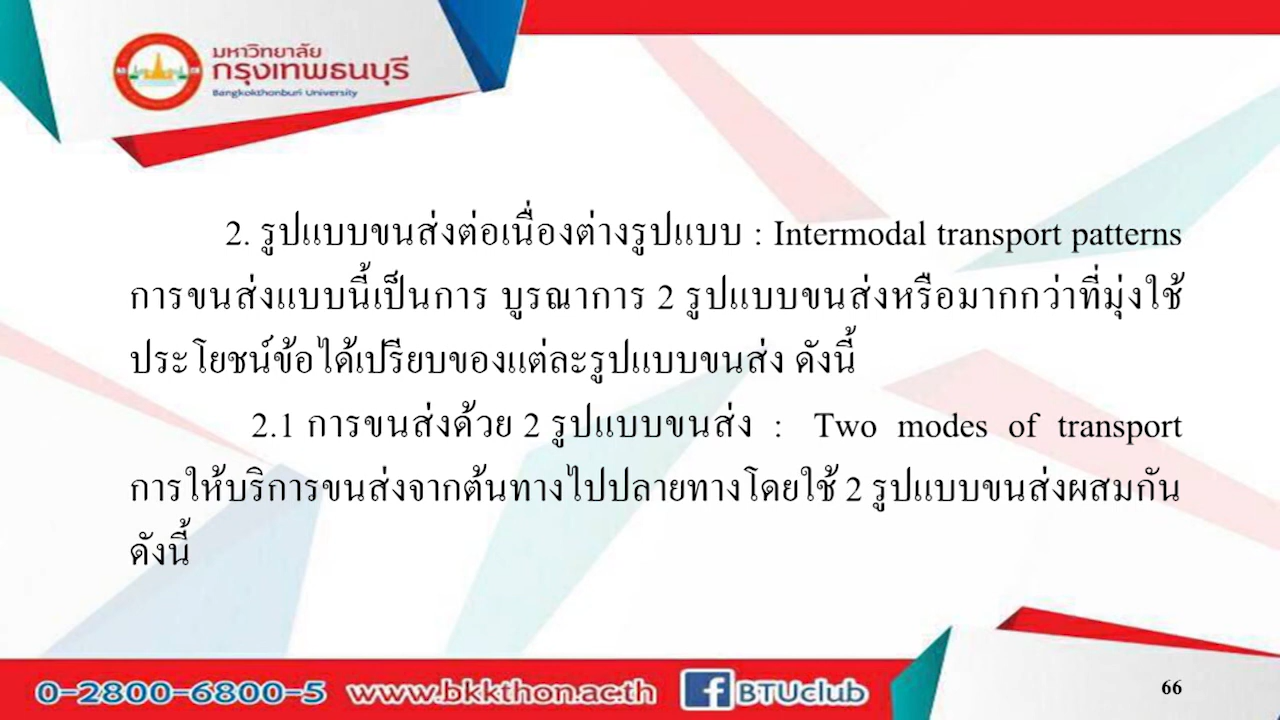 มหาวิทยาลัย
กรุงเทพธนบุรี
Bangkokthonburi University
2. รูปแบบขนส่งต่อเนื่องต่างรูปแบบ : Intermodal transport patterns
การขนส่งแบบนี้เป็นการ บูรณาการ 2 รูปแบบขนส่งหรือมากกว่าที่มุ่งใช้
ประโยชน์ข้อได้เปรียบของแต่ละรูปแบบขนส่ง ดังนี้
2.1 การขนส่งด้วย 2 รูปแบบขนส่ง : Two modes of transport
การให้บริการขนส่งจากต้นทางไปปลายทางโดยใช้ 2 รูปแบบขนส่งผสมกัน
ดังนี้
0-2800-6800-5 www.bkkthon.ac.th f BTUclub
66